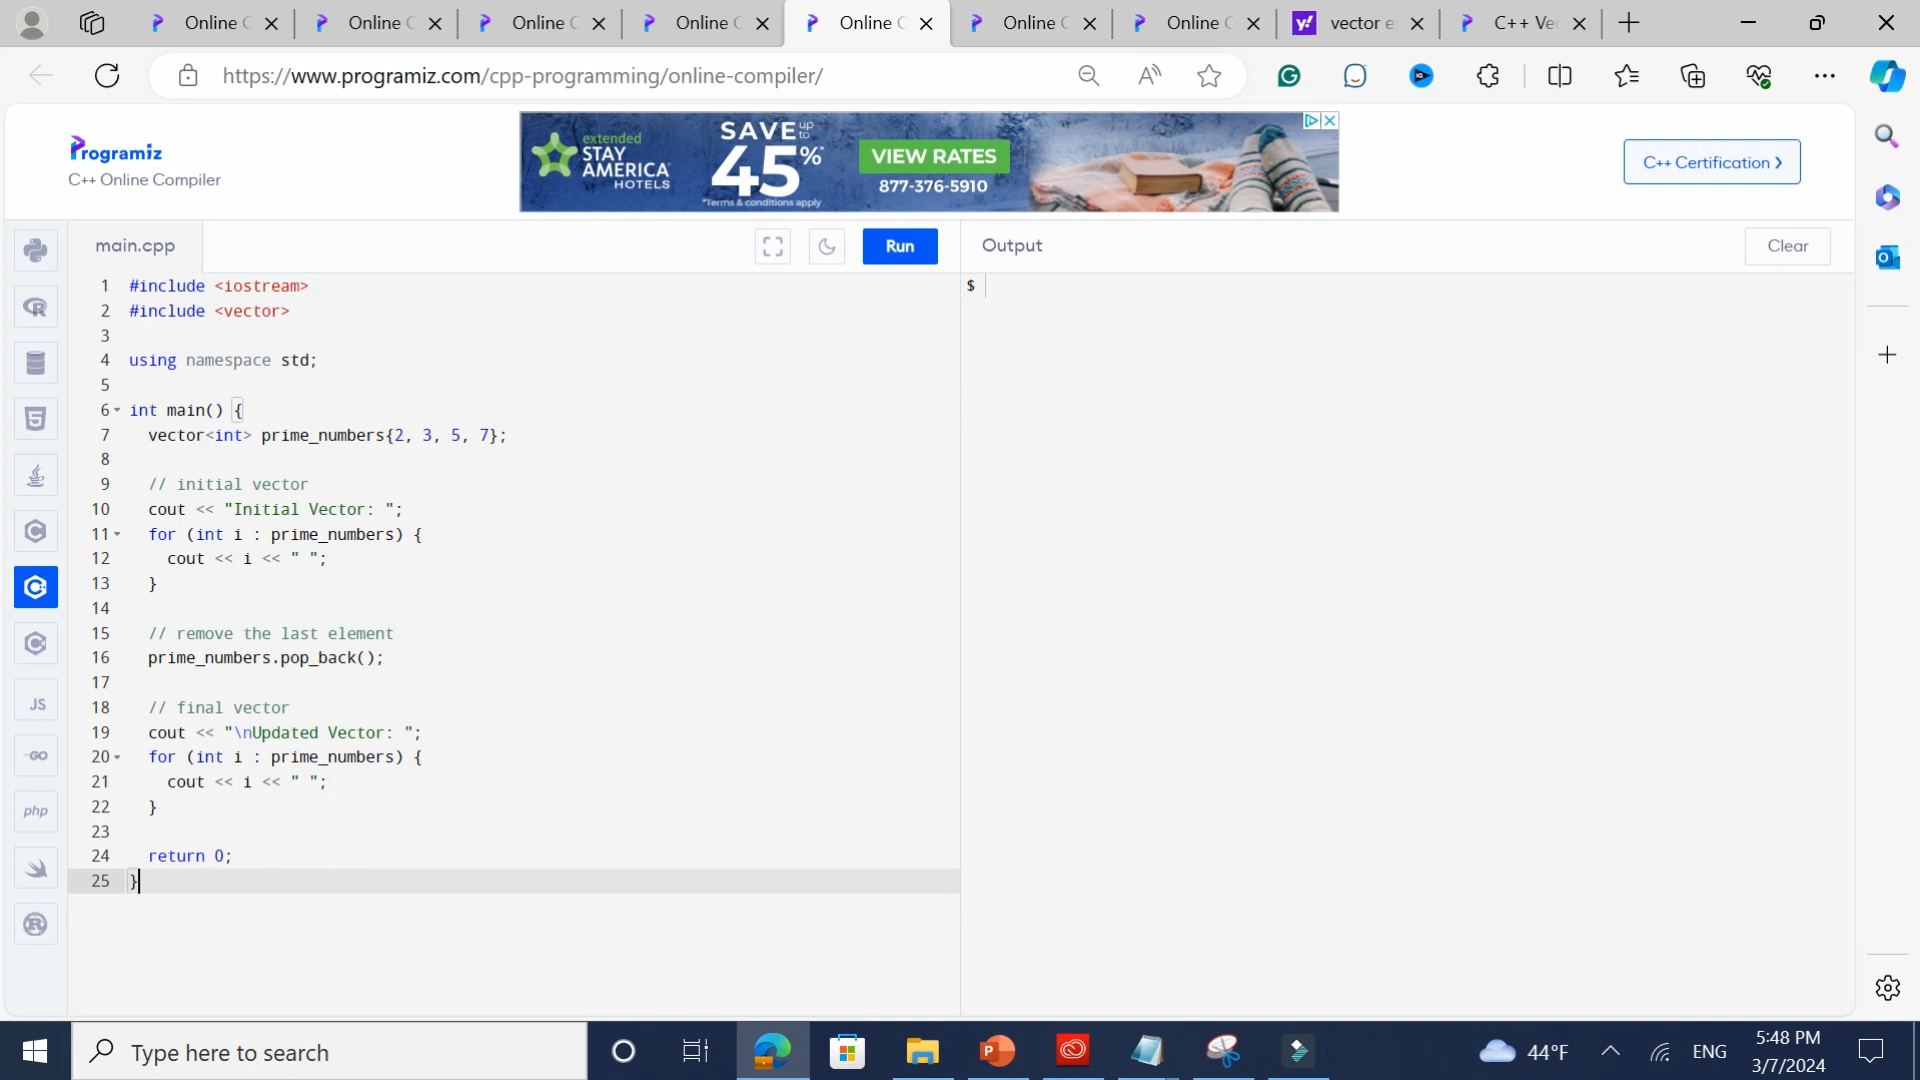 Online C
Online C
Online C
Online C
Online C
Online C
Online C
vector e
C++ Vec
https://www.programiz.com/cpp-programming/online-compiler/
Programiz
C++ Online Compiler
extended
STAY
AMERICA
HOTELS
SAVE up to
45%*
*Terms & conditions apply
VIEW RATES
877-376-5910
C++ Certification >
main.cpp
Run
Output
Clear
1 #include <iostream>
2 #include <vector>
3
4 using namespace std;
5
6 int main() {
7 vector<int> prime_numbers{2, 3, 5, 7};
8
9 // initial vector
10 cout << "Initial Vector: ";
11 for (int i : prime_numbers) {
12 cout << i << " ";
13 }
14
15 // remove the last element
16 prime_numbers.pop_back();
17
18 // final vector
19 cout << "\nUpdated Vector: ";
20 for (int i : prime_numbers) {
21 cout << i << " ";
22 }
23
24 return 0;
25 }
$
JS
GO
php
Type here to search
44°F
ENG
5:48 PM
3/7/2024